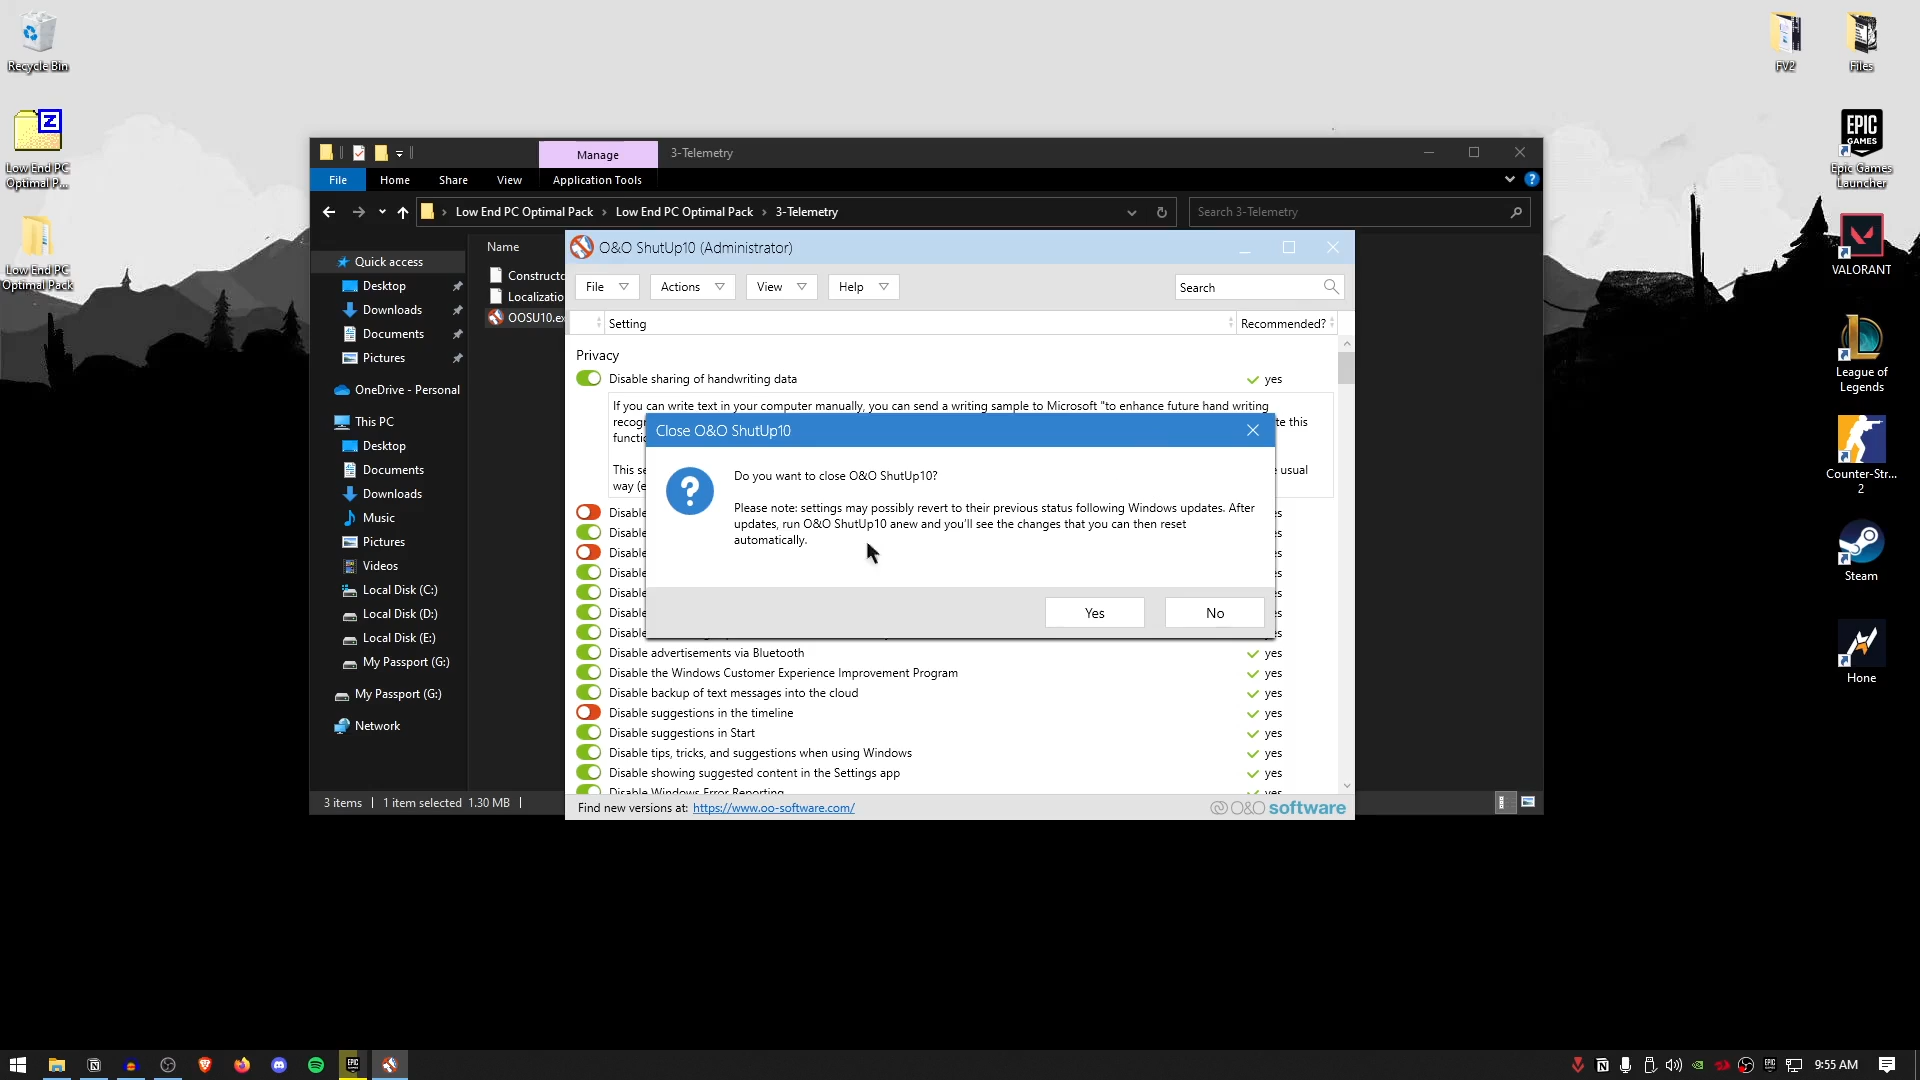 Recycle Bin
Low End PC
Optimal P...
Low End PC
Optimal Pack
FV2
Files
EPIC
GAMES
Epic Games
Launcher
VALORANT
League of
Legends
Counter-Str...
2
Steam
Hone
Manage
3-Telemetry
File
Home
Share
View
Application Tools
Low End PC Optimal Pack
Low End PC Optimal Pack
3-Telemetry
Search 3-Telemetry
Quick access
Desktop
Downloads
Documents
Pictures
OneDrive - Personal
This PC
Desktop
Documents
Downloads
Music
Pictures
Videos
Local Disk (C:)
Local Disk (D:)
Local Disk (E:)
My Passport (G:)
My Passport (G:)
Network
3 items
1 item selected 1.30 MB
Name
Constructo
Localizatio
OOSU10.ex
O&O ShutUp10 (Administrator)
File
Actions
View
Help
Search
Setting
Recommended?
Privacy
Disable sharing of handwriting data yes
If you can write text in your computer manually, you can send a writing sample to Microsoft "to enhance future hand writing
Close O&O ShutUp10
Do you want to close O&O ShutUp10?
Please note: settings may possibly revert to their previous status following Windows updates. After
updates, run O&O ShutUp10 anew and you'll see the changes that you can then reset
automatically.
Yes
No
Disable advertisements via Bluetooth yes
Disable the Windows Customer Experience Improvement Program yes
Disable backup of text messages into the cloud yes
Disable suggestions in the timeline yes
Disable suggestions in Start yes
Disable tips, tricks, and suggestions when using Windows yes
Disable showing suggested content in the Settings app yes
Disable Windows Error Reporting yes
Find new versions at: https://www.oo-software.com/
O&O software
9:55 AM